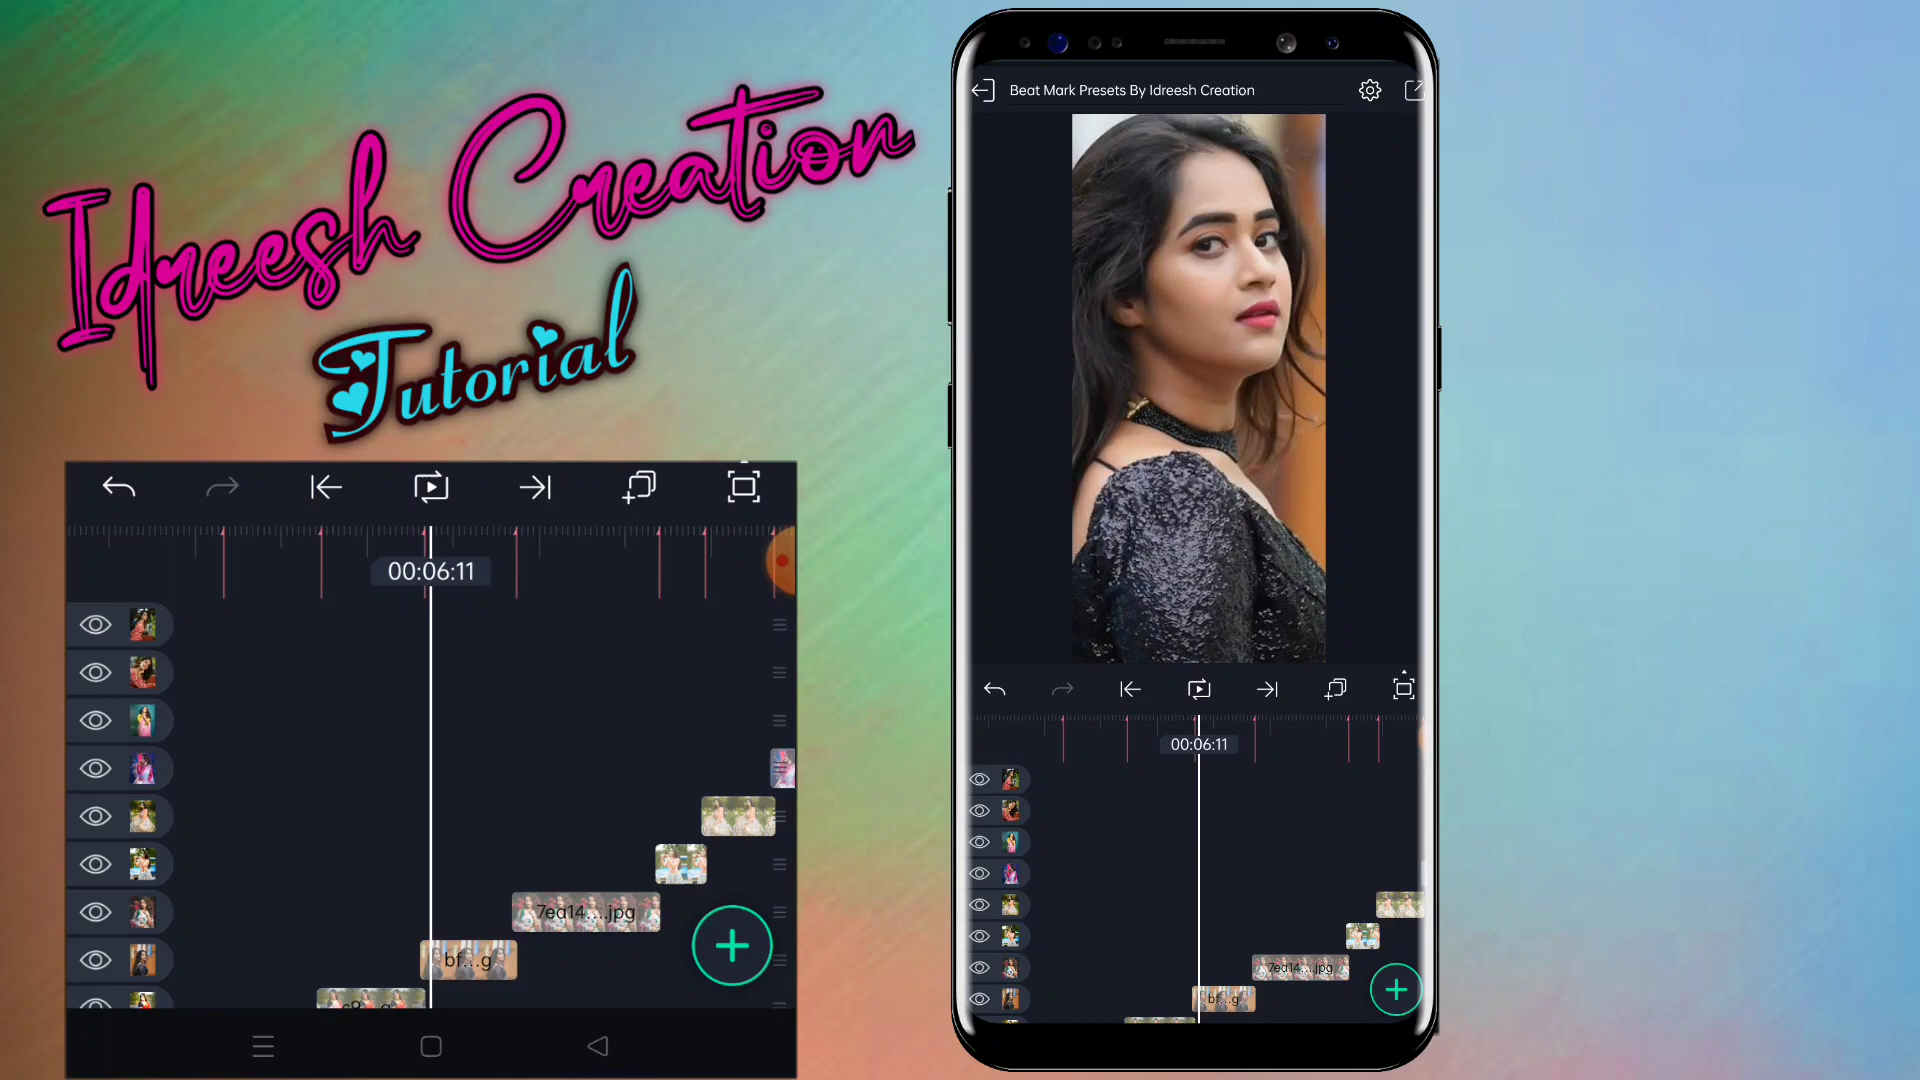 Idreesh Creation
Tutorial
00:06:11
7ea14....jpg
bf...g
Beat Mark Presets By Idreesh Creation
00:06:11
7ea14....jpg
bf...g